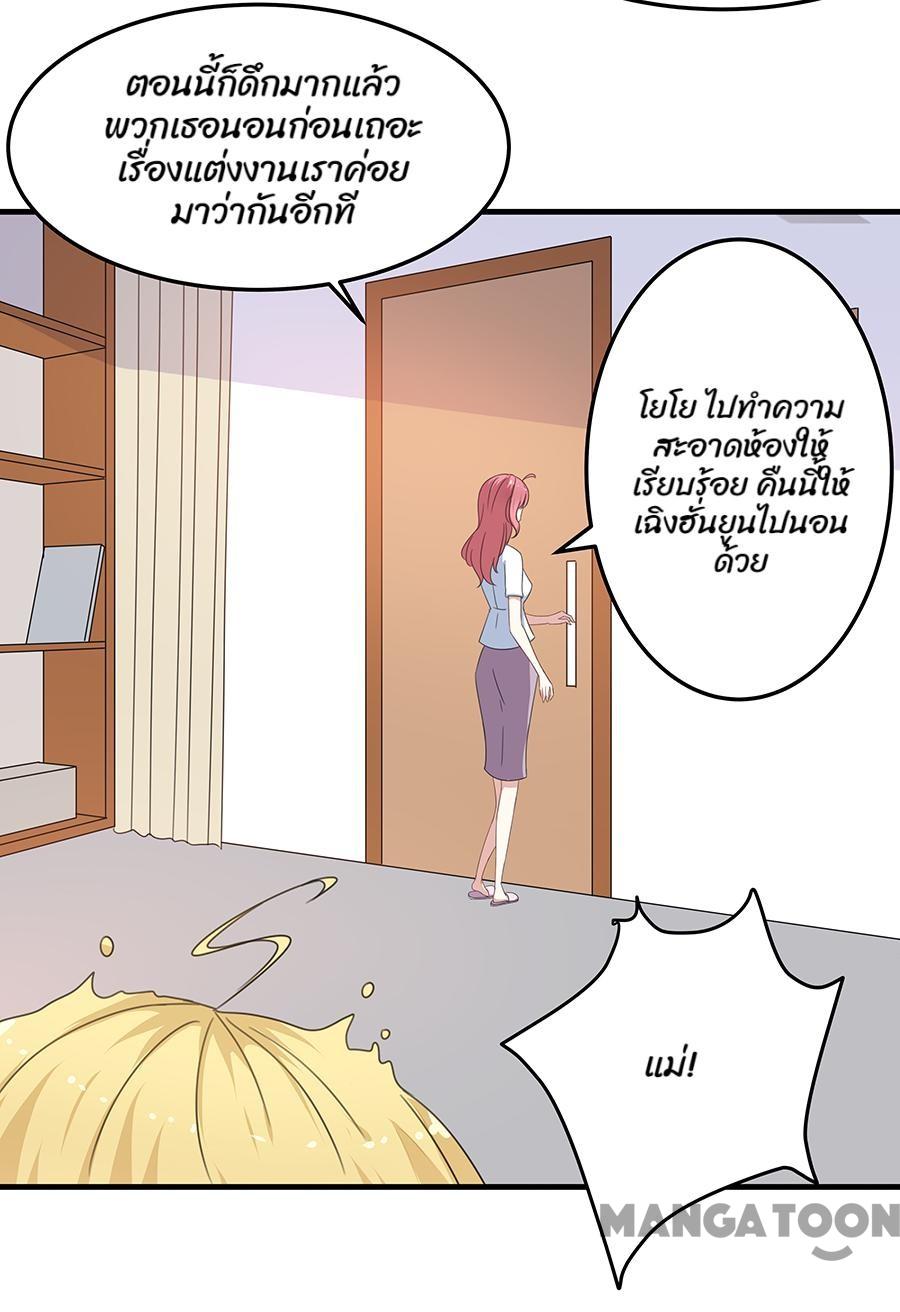 ตอนนี้ก็ดึกมากแล้ว
พวกเธอนอนก่อนเถอะ
เรื่องแต่งงานเราค่อย
มาว่ากันอีกที
โยโย ไปทำความ
สะอาดห้องให้
เรียบร้อย คืนนี้ให้
เฉิงฮั่นยูนไปนอน
ด้วย
แม่!
MANGATOON